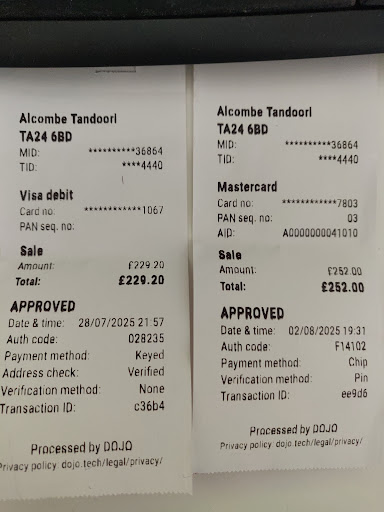 Alcombe Tandoori
TA24 6BD
MID: **********36864
TID: ****4440
Visa debit
Card no: ************1067
PAN seq. no:
Sale
Amount: £229.20
Total: £229.20
APPROVED
Date & time: 28/07/2025 21:57
Auth code: 028235
Payment method: Keyed
Address check: Verified
Verification method: None
Transaction ID: c36b4
Processed by DOJO
Privacy policy: dojo.tech/legal/privacy/
Alcombe Tandoori
TA24 6BD
MID: **********36864
TID: ****4440
Mastercard
Card no: ************7803
PAN seq. no: 03
AID: A0000000041010
Sale
Amount: £252.00
Total: £252.00
APPROVED
Date & time: 02/08/2025 19:31
Auth code: F14102
Payment method: Chip
Verification method: Pin
Transaction ID: ee9d6
Processed by DOJO
Privacy policy: dojo.tech/legal/privacy/